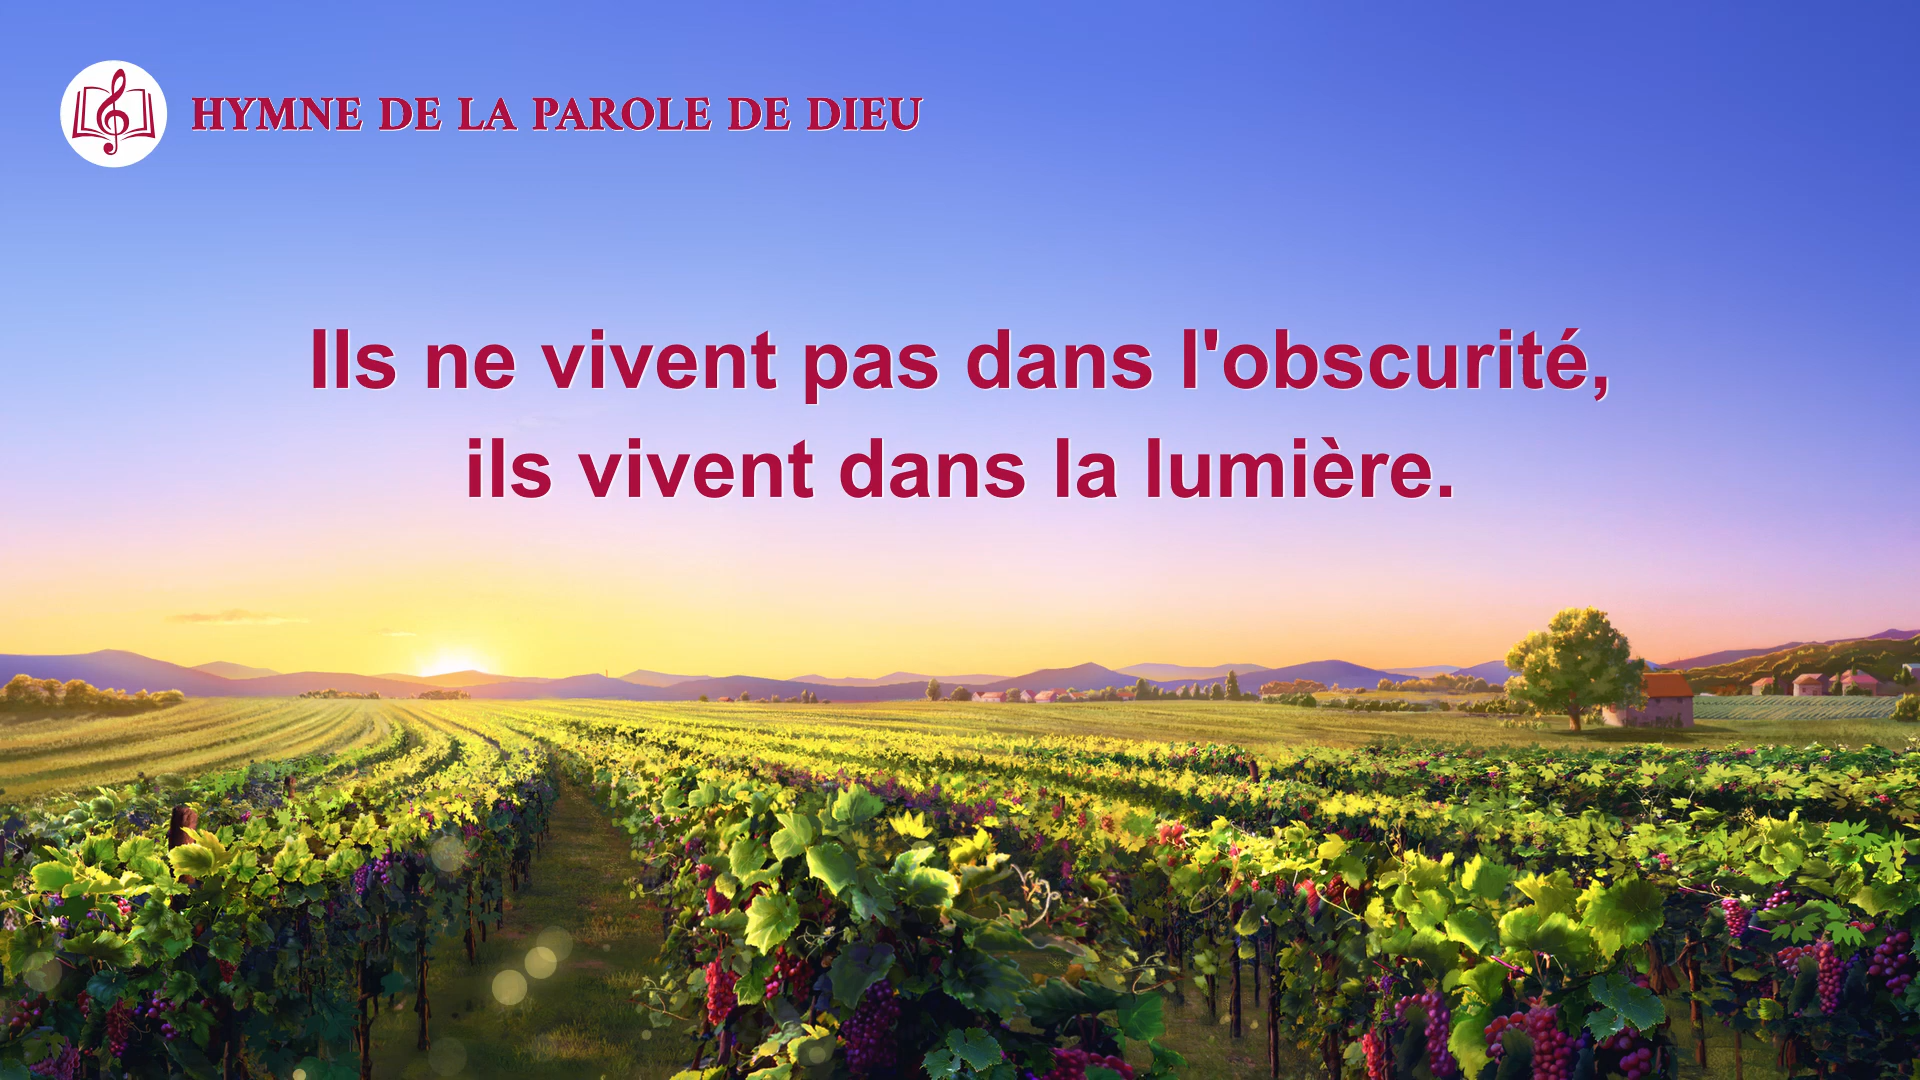 HYMNE DE LA PAROLE DE DIEU
Ils ne vivent pas dans l'obscurité,
ils vivent dans la lumière.